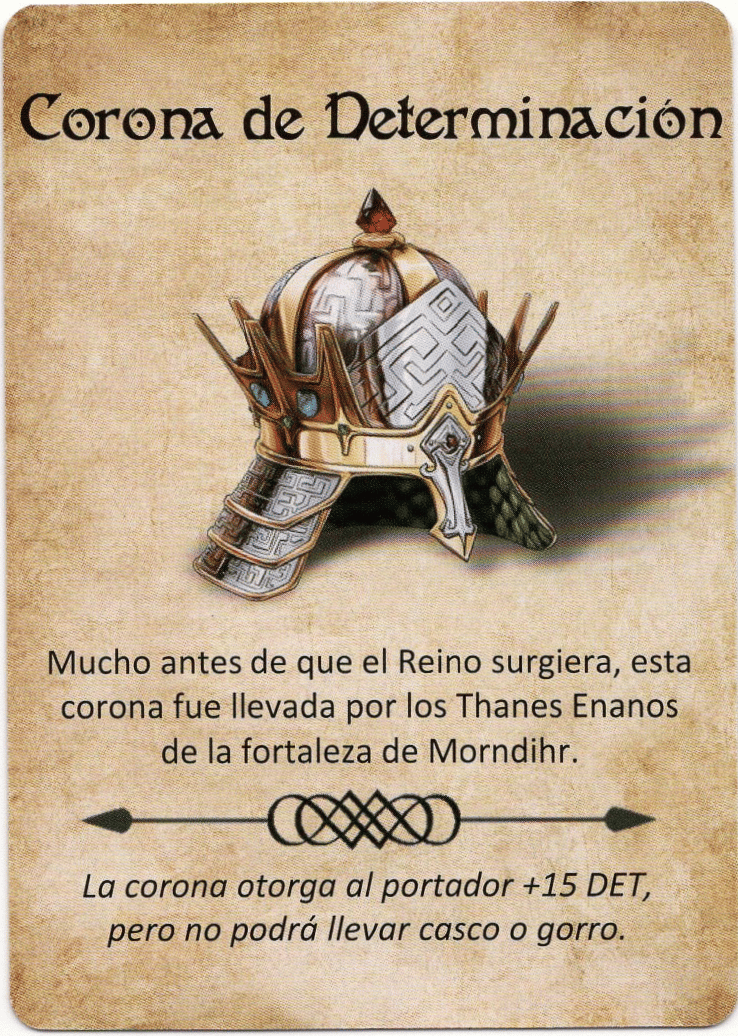 Corona de Determinación
Mucho antes de que el Reino surgiera, esta
corona fue llevada por los Thanes Enanos
de la fortaleza de Morndihr.
La corona otorga al portador +15 DET,
pero no podrá llevar casco o gorro.